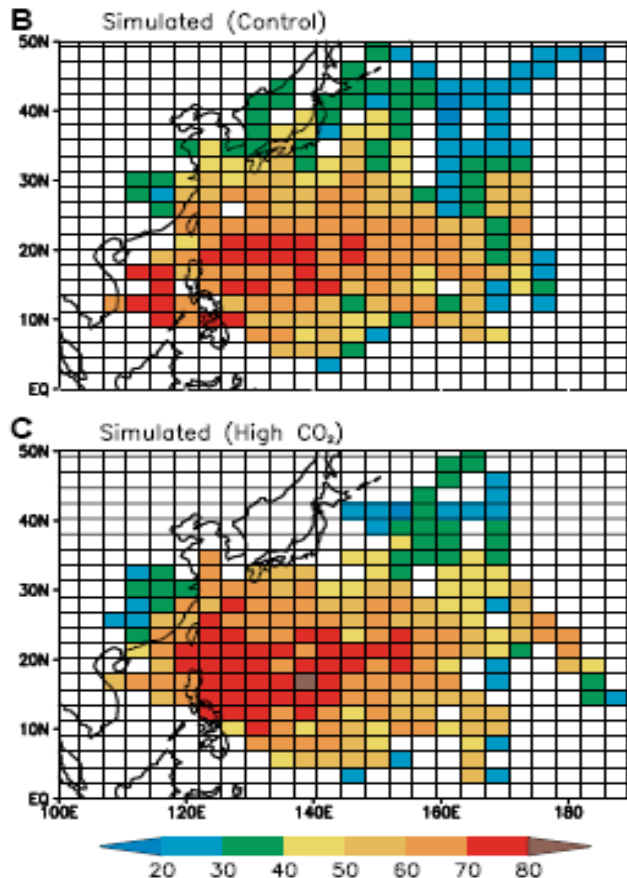 B Simulated (Control)
50N
40N
30N
20N
10N
EQ
C Simulated (High CO₂)
50N
40N
30N
20N
10N
EQ
100E 120E 140E 160E 180
20 30 40 50 60 70 80